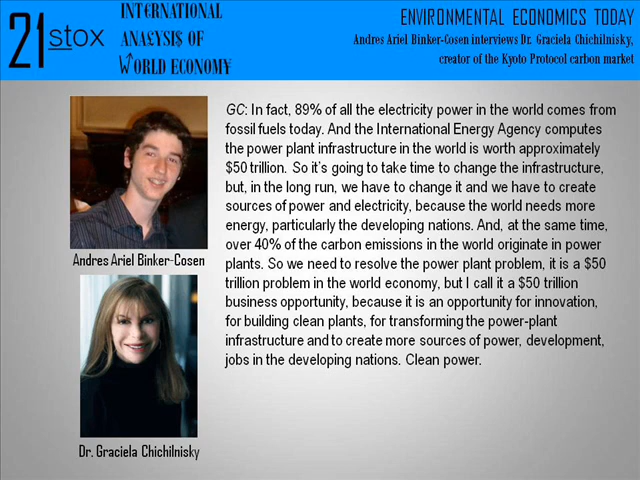 21stox
INTERNATIONAL
ANA£YSI$ OF
WORLD ECONOM¥
ENVIRONMENTAL ECONOMICS TODAY
Andres Ariel Binker-Cosen interviews Dr. Graciela Chichilnisky,
creator of the Kyoto Protocol carbon market
GC: In fact, 89% of all the electricity power in the world comes from
fossil fuels today. And the International Energy Agency computes
the power plant infrastructure in the world is worth approximately
$50 trillion. So it's going to take time to change the infrastructure,
but, in the long run, we have to change it and we have to create
sources of power and electricity, because the world needs more
energy, particularly the developing nations. And, at the same time,
over 40% of the carbon emissions in the world originate in power
plants. So we need to resolve the power plant problem, it is a $50
trillion problem in the world economy, but I call it a $50 trillion
business opportunity, because it is an opportunity for innovation,
for building clean plants, for transforming the power-plant
infrastructure and to create more sources of power, development,
jobs in the developing nations. Clean power.
Andres Ariel Binker-Cosen
Dr. Graciela Chichilnisky